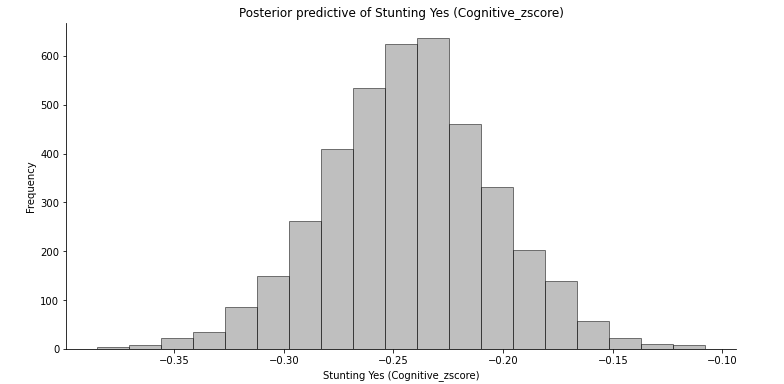 Posterior predictive of Stunting Yes (Cognitive_zscore)
600
500
400
300
200
100
0
Frequency
−0.35 −0.30 −0.25 −0.20 −0.15 −0.10
Stunting Yes (Cognitive_zscore)